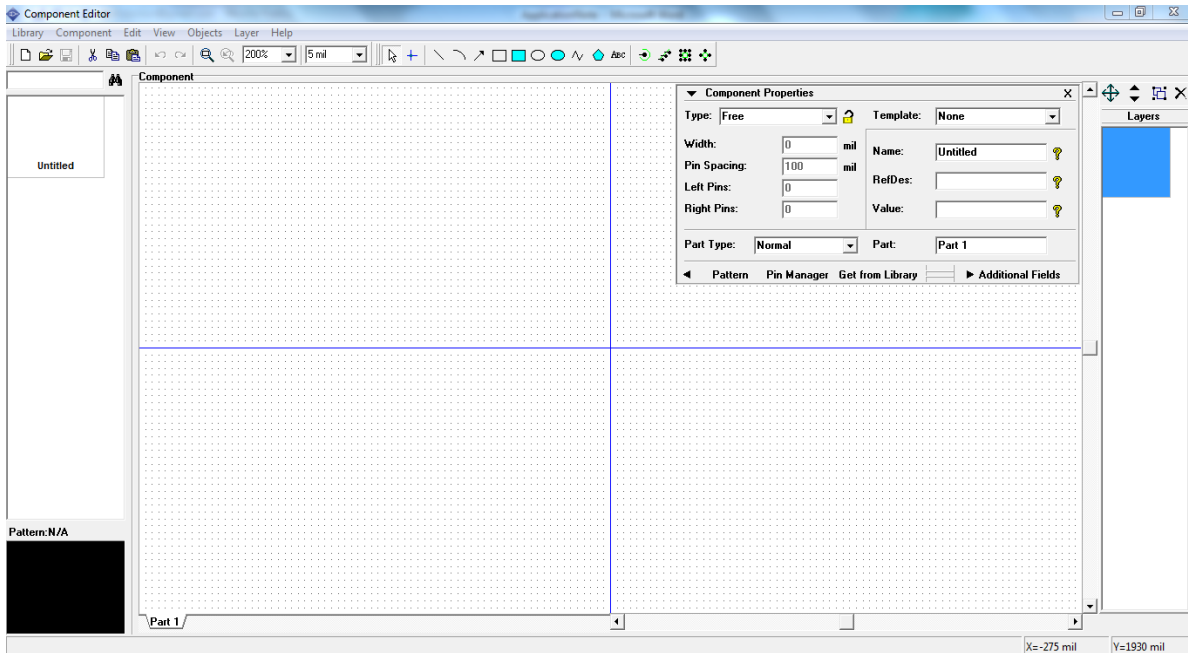 Component Editor
Library Component Edit View Objects Layer Help
200% 5 mil ABC
Component
Component Properties X
Type: Free Template: None
Width: 0 mil Name: Untitled ?
Pin Spacing: 100 mil
RefDes: ?
Left Pins: 0
Right Pins: 0 Value: ?
Part Type: Normal Part: Part 1
Pattern Pin Manager Get from Library Additional Fields
Layers
Untitled
Pattern:N/A
Part 1
X=-275 mil Y=1930 mil